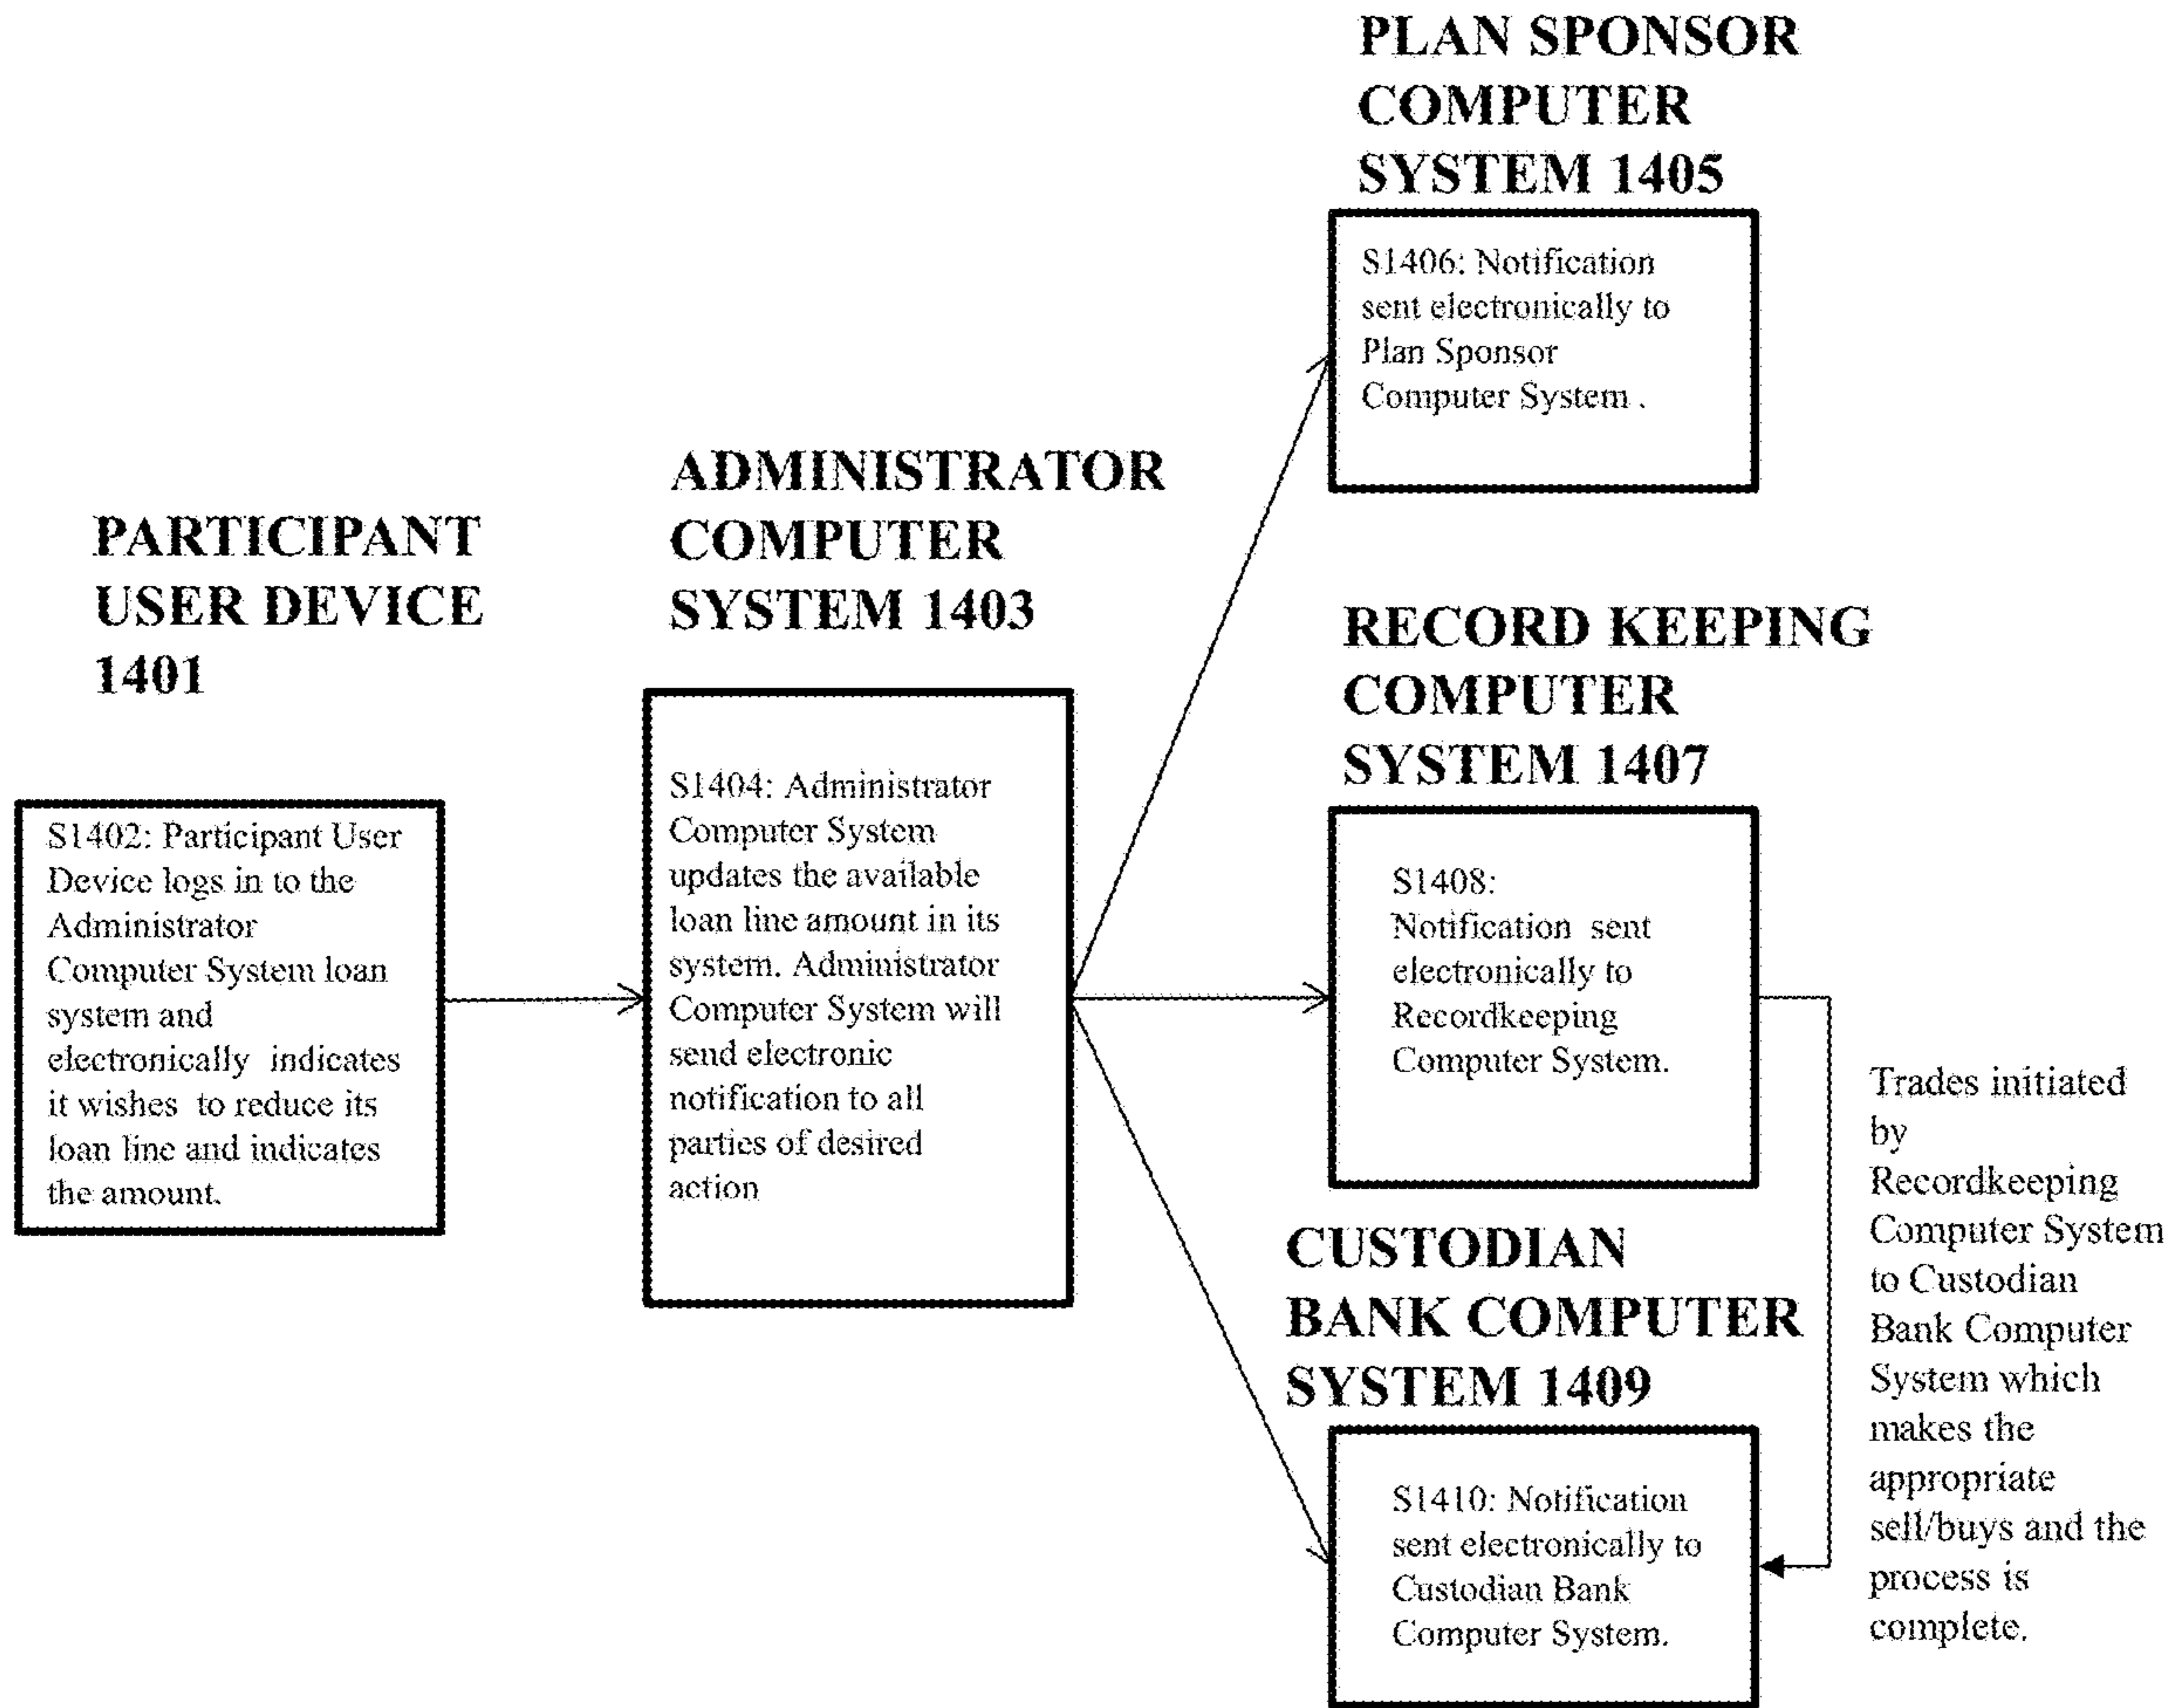 PARTICIPANT
USER DEVICE
1401
S1402: Participant User
Device logs in to the
Administrator
Computer System loan
system and
electronically indicates
it wishes to reduce its
loan line and indicates
the amount.
ADMINISTRATOR
COMPUTER
SYSTEM 1403
S1404: Administrator
Computer System
updates the available
loan line amount in its
system. Administrator
Computer System will
send electronic
notification to all
parties of desired
action
PLAN SPONSOR
COMPUTER
SYSTEM 1405
S1406: Notification
sent electronically to
Plan Sponsor
Computer System .
RECORD KEEPING
COMPUTER
SYSTEM 1407
S1408:
Notification sent
electronically to
Recordkeeping
Computer System.
CUSTODIAN
BANK COMPUTER
SYSTEM 1409
S1410: Notification
sent electronically to
Custodian Bank
Computer System.
Trades initiated
by
Recordkeeping
Computer System
to Custodian
Bank Computer
System which
makes the
appropriate
sell/buys and the
process is
complete.